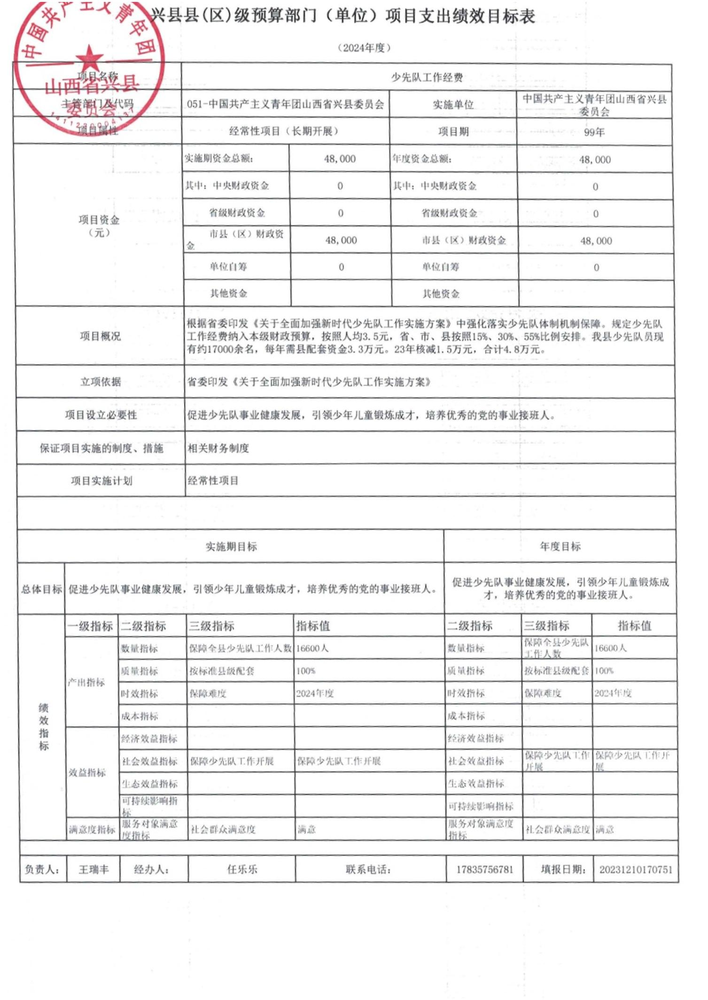 兴县县(区)级预算部门（单位）项目支出绩效目标表
（2024年度）
中国共产主义青年团
山西省兴县
委员会
1411230004137
项目名称 少先队工作经费
主管部门及代码 051-中国共产主义青年团山西省兴县委员会 实施单位 中国共产主义青年团山西省兴县
委员会
项目属性 经常性项目（长期开展） 项目期 99年
项目资金
（元）
实施期资金总额： 48,000 年度资金总额： 48,000
其中：中央财政资金 0 其中：中央财政资金 0
省级财政资金 0 省级财政资金 0
市县（区）财政资
金 48,000 市县（区）财政资金 48,000
单位自筹 0 单位自筹 0
其他资金 其他资金
项目概况
根据省委印发《关于全面加强新时代少先队工作实施方案》中强化落实少先队体制机制保障。规定少先队
工作经费纳入本级财政预算，按照人均3.5元，省、市、县按照15%、30%、55%比例安排。我县少先队员现
有约17000余名，每年需县配套资金3.3万元。23年核减1.5万元，合计4.8万元。
立项依据 省委印发《关于全面加强新时代少先队工作实施方案》
项目设立必要性 促进少先队事业健康发展，引领少年儿童锻炼成才，培养优秀的党的事业接班人。
保证项目实施的制度、措施 相关财务制度
项目实施计划 经常性项目
实施期目标 年度目标
总体目标 促进少先队事业健康发展，引领少年儿童锻炼成才，培养优秀的党的事业接班人。 促进少先队事业健康发展，引领少年儿童锻炼成
才，培养优秀的党的事业接班人。
绩
效
指
标
一级指标 二级指标 三级指标 指标值 二级指标 三级指标 指标值
产出指标
数量指标 保障全县少先队工作人数 16600人 数量指标 保障全县少先队
工作人数 16600人
质量指标 按标准县级配套 100% 质量指标 按标准县级配套 100%
时效指标 保障难度 2024年度 时效指标 保障难度 2024年度
成本指标 成本指标
效益指标
经济效益指标 经济效益指标
社会效益指标 保障少先队工作开展 保障少先队工作开展 社会效益指标 保障少先队工作
开展 保障少先队工作开
展
生态效益指标 生态效益指标
可持续影响指
标 可持续影响指标
满意度指标 服务对象满意
度指标 社会群众满意度 满意 服务对象满意度
指标 社会群众满意度 满意
负责人： 王瑞丰 经办人： 任乐乐 联系电话： 17835756781 填报日期： 20231210170751